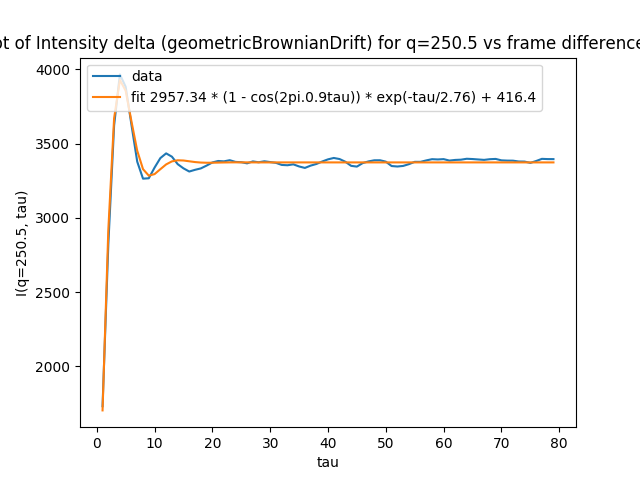 ot of Intensity delta (geometricBrownianDrift) for q=250.5 vs frame difference
data
fit 2957.34 * (1 - cos(2pi.0.9tau)) * exp(-tau/2.76) + 416.4
I(q=250.5, tau)
4000
3500
3000
2500
2000
0 10 20 30 40 50 60 70 80
tau